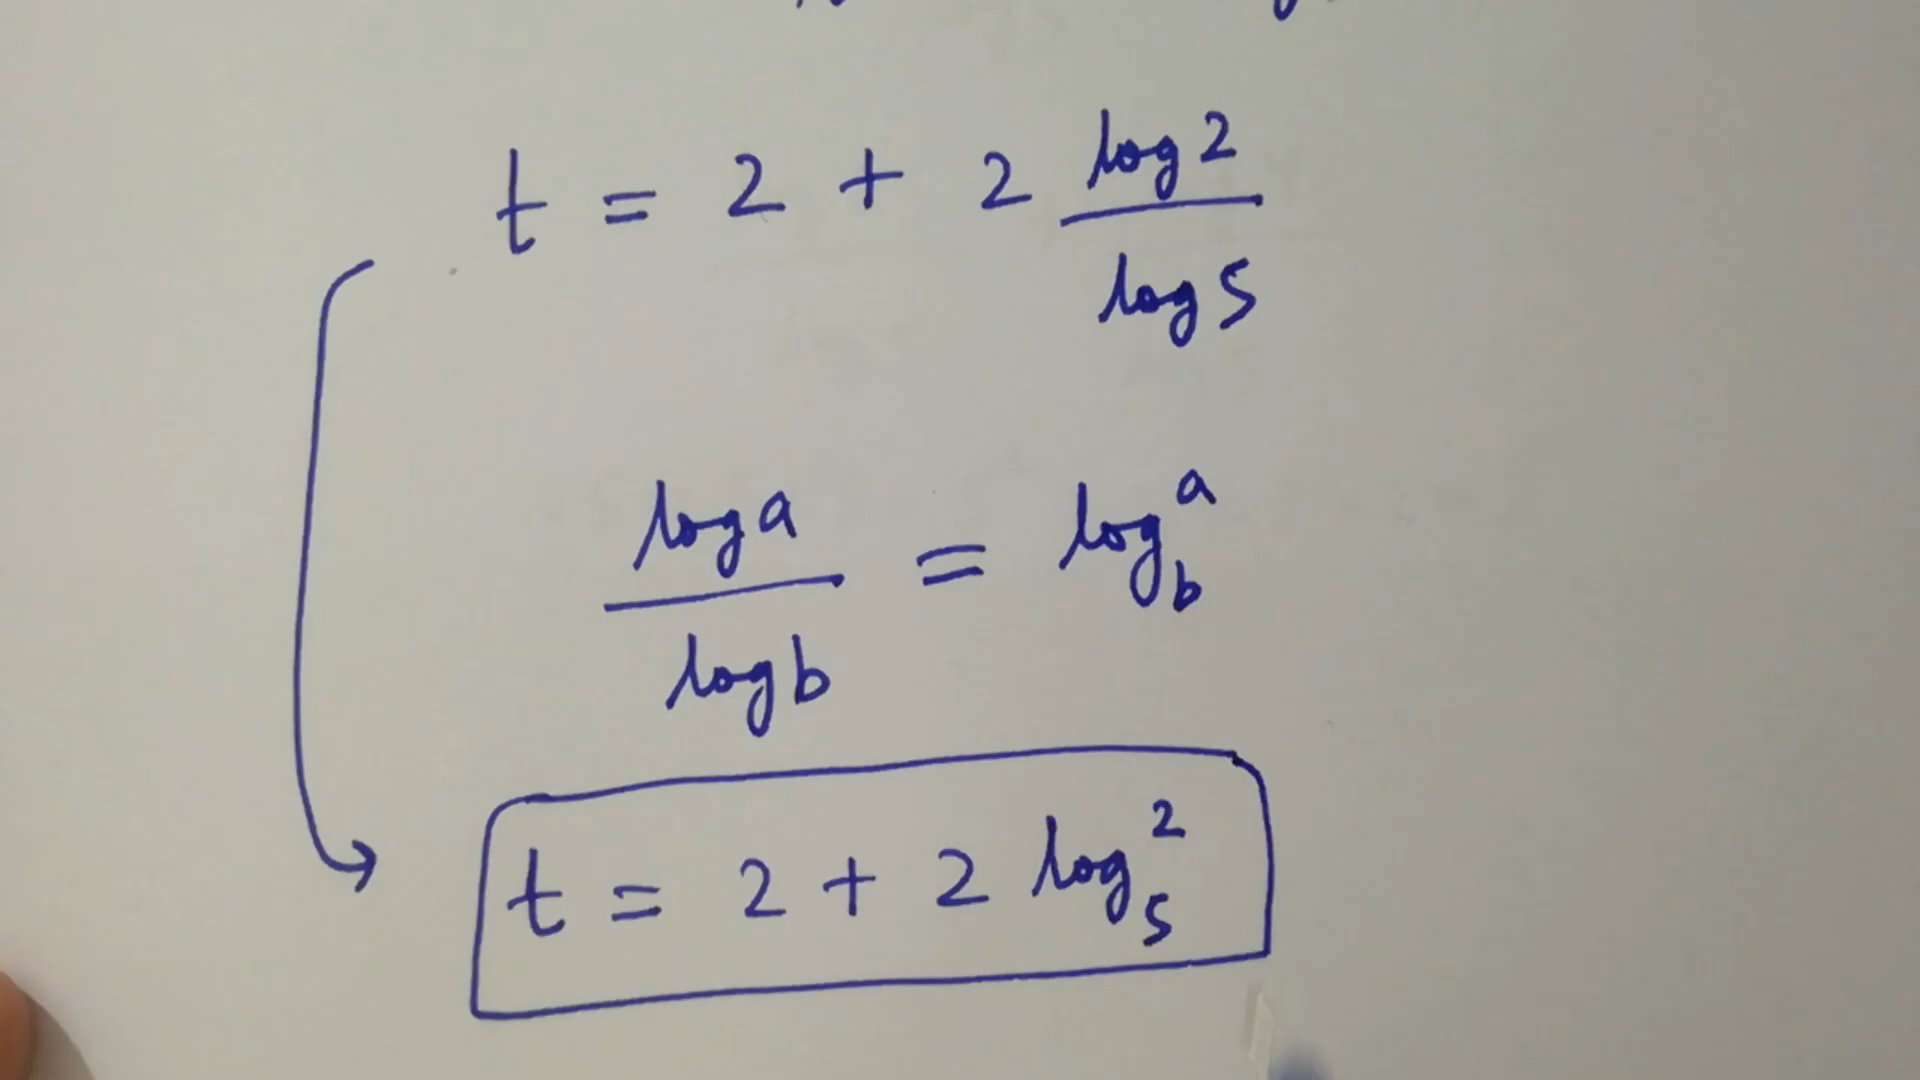 t = 2 + 2 log 2 / log 5
log a / log b = log_b^a
t = 2 + 2 log_5^2